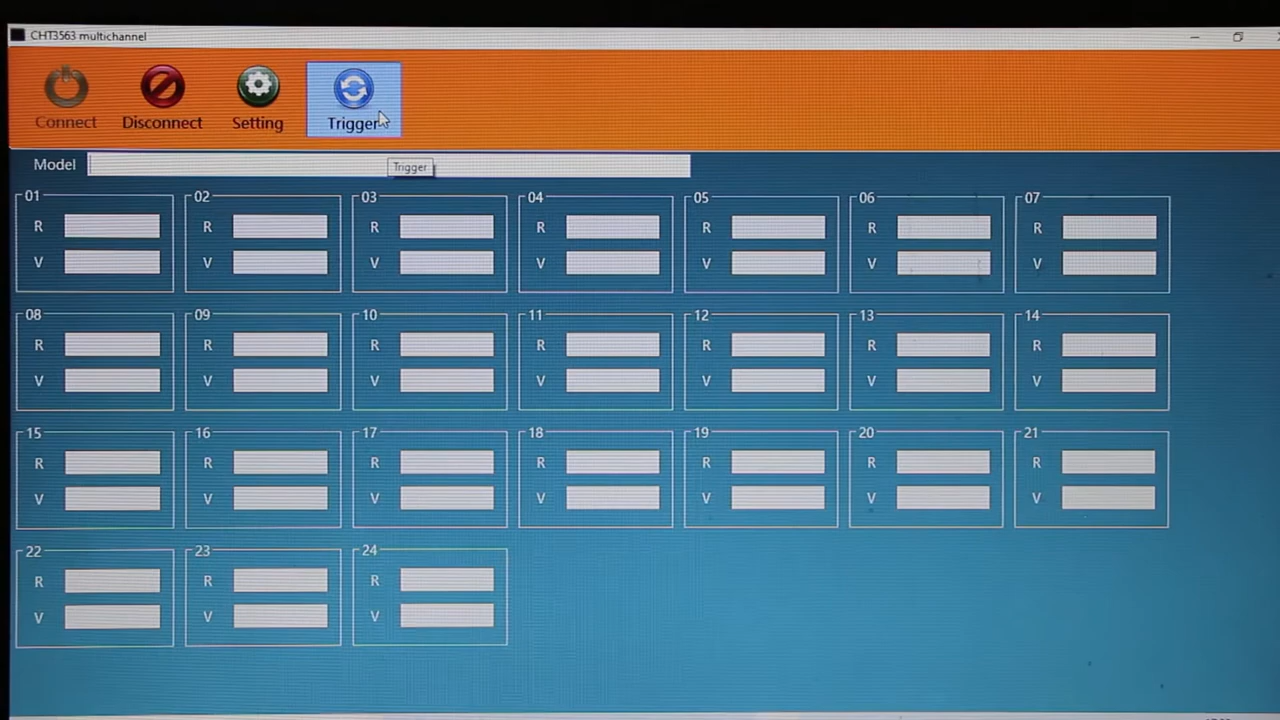 CHT3563 multichannel
Connect Disconnect Setting Trigger
Model
Trigger
01 02 03 04 05 06 07
R R R R R R R
V V V V V V V
08 09 10 11 12 13 14
R R R R R R R
V V V V V V V
15 16 17 18 19 20 21
R R R R R R R
V V V V V V V
22 23 24
R R R
V V V